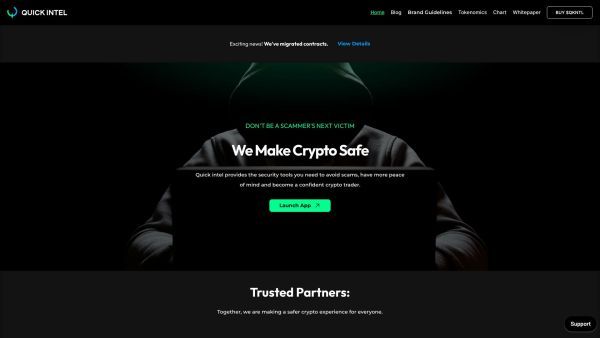 QUICK INTEL
Home
Blog
Brand Guidelines
Tokenomics
Chart
Whitepaper
BUY $QKNTL
Exciting news! We've migrated contracts.
View Details
DON'T BE A SCAMMER'S NEXT VICTIM
We Make Crypto Safe
Quick intel provides the security tools you need to avoid scams, have more peace
of mind and become a confident crypto trader.
Launch App
Trusted Partners:
Together, we are making a safer crypto experience for everyone.
Support